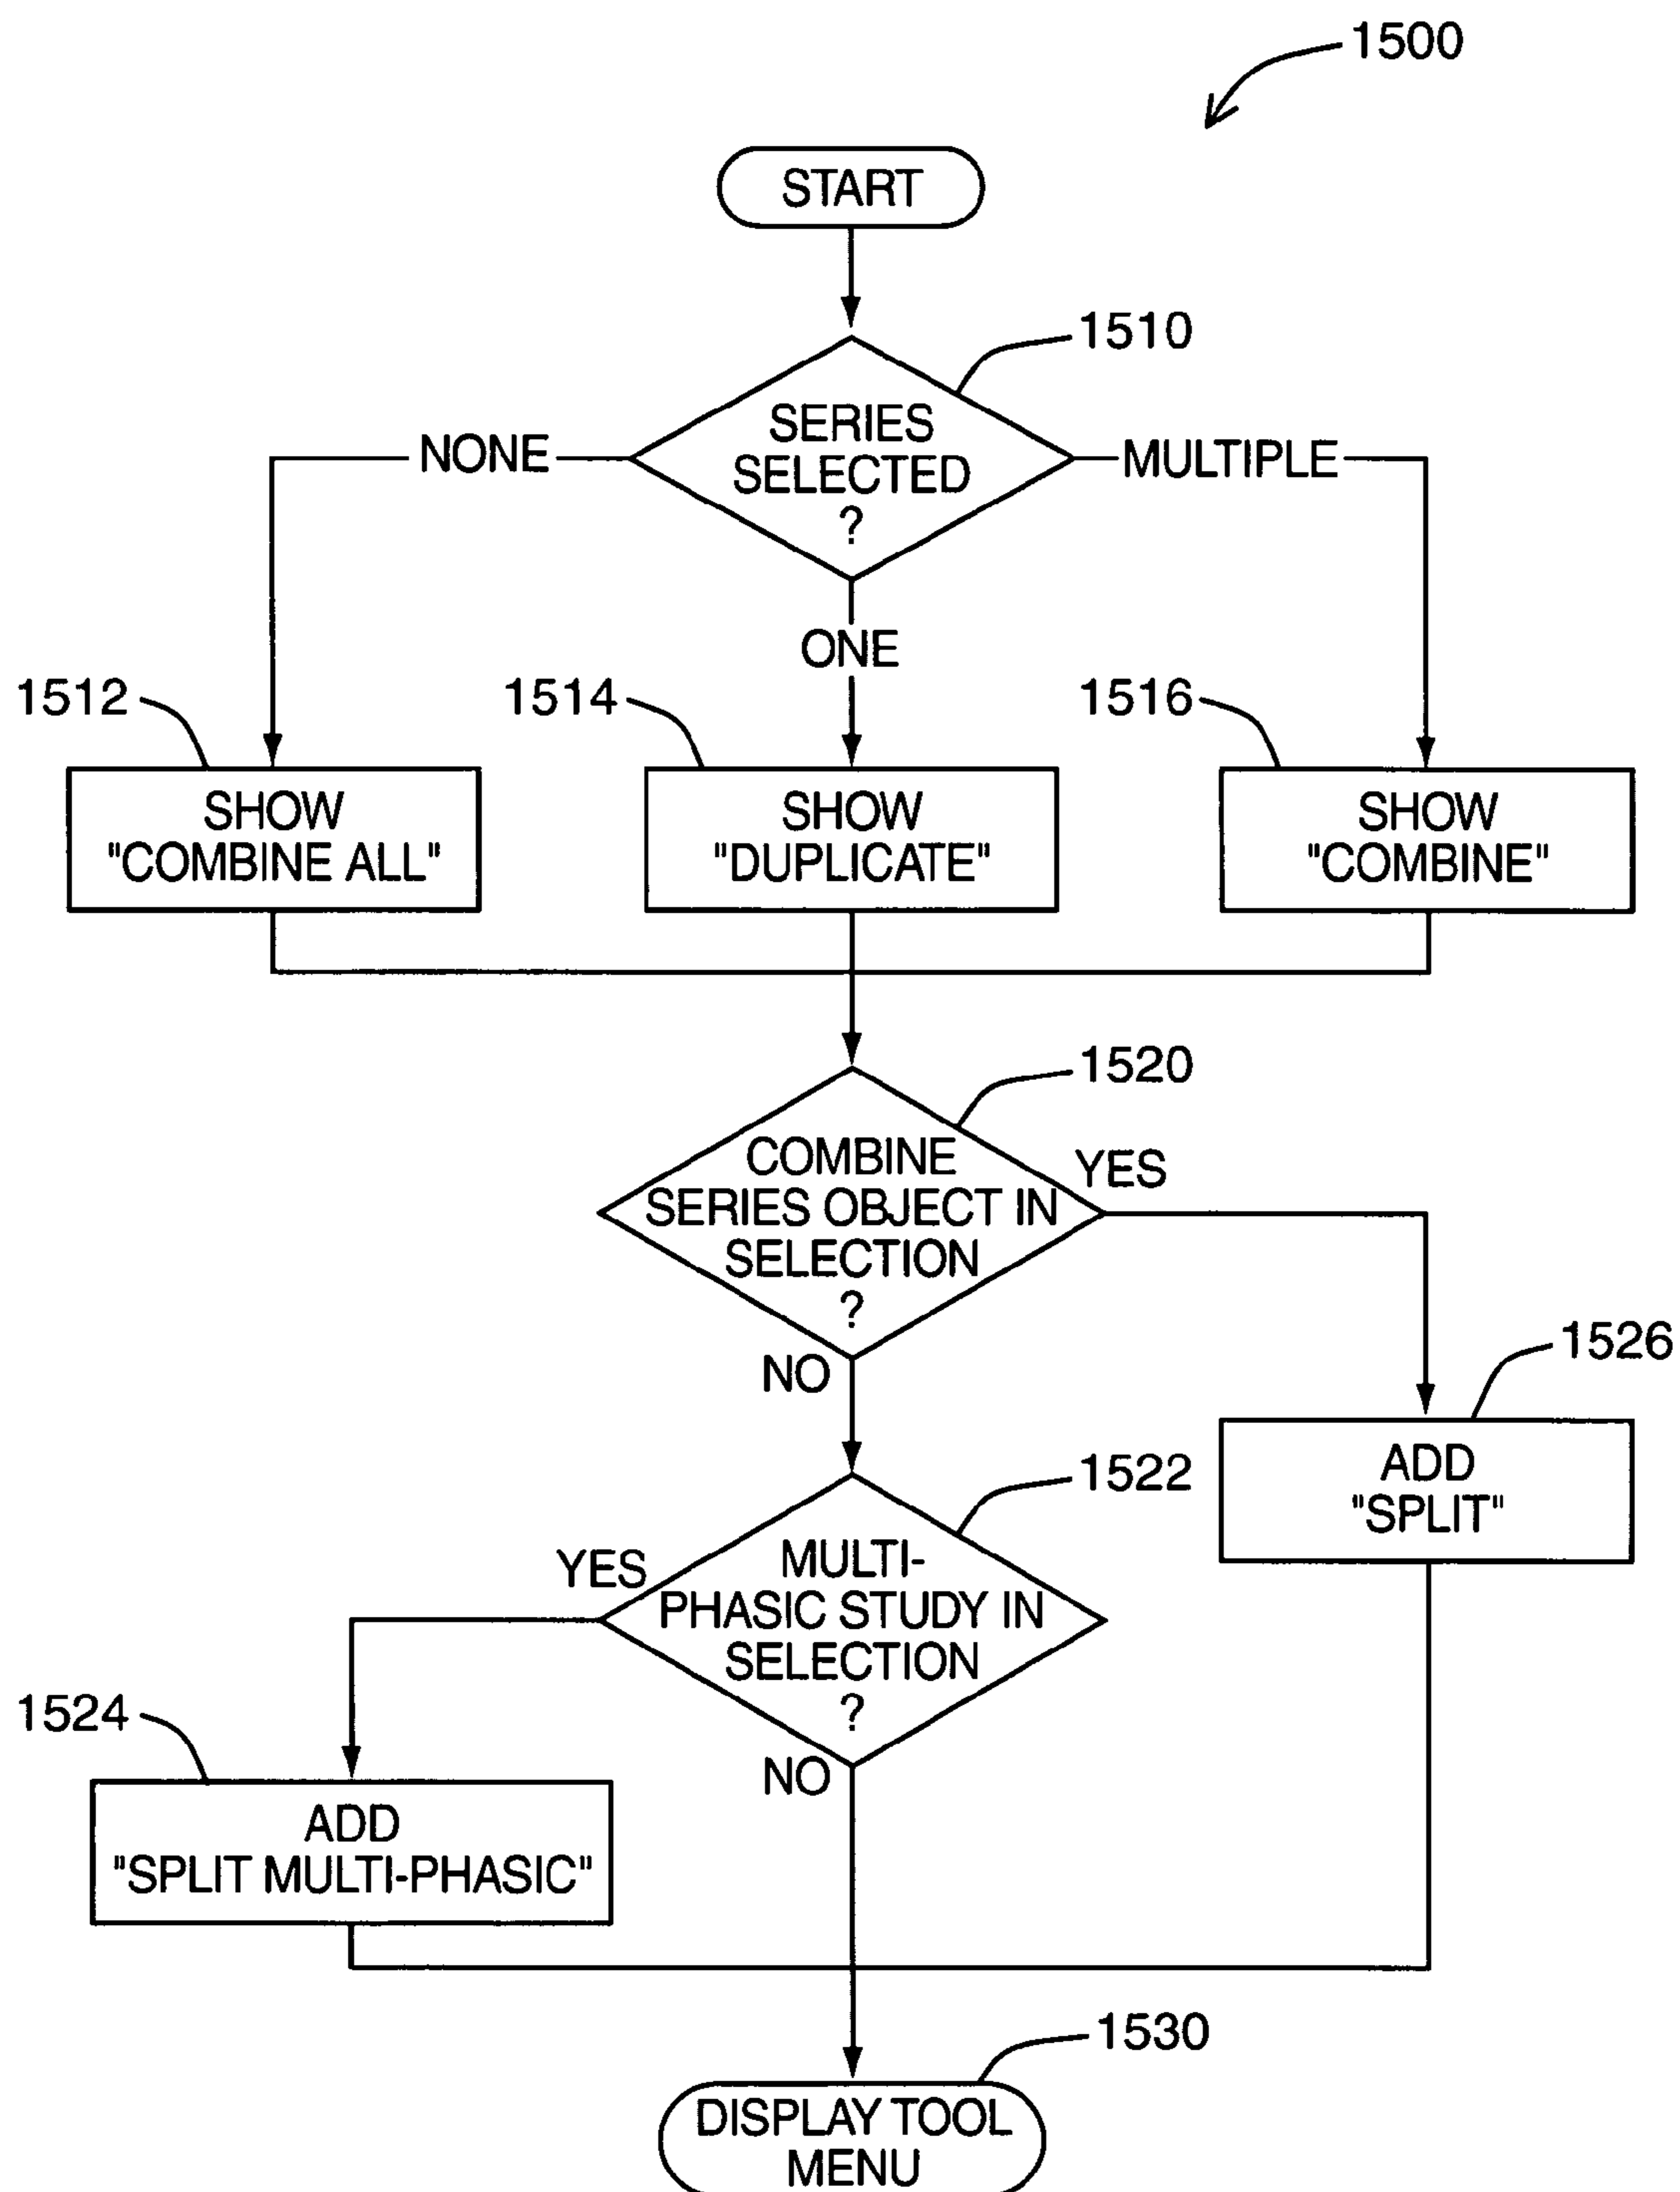 1500
START
1510
SERIES
SELECTED
?
NONE
MULTIPLE
ONE
1512
1514
1516
SHOW
"COMBINE ALL"
SHOW
"DUPLICATE"
SHOW
"COMBINE"
1520
COMBINE
SERIES OBJECT IN
SELECTION
?
YES
NO
1526
ADD
"SPLIT"
1522
MULTI-
PHASIC STUDY IN
SELECTION
?
YES
NO
1524
ADD
"SPLIT MULTI-PHASIC"
1530
DISPLAY TOOL
MENU